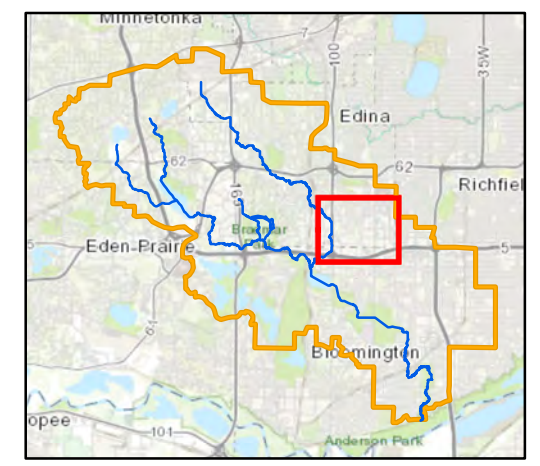 Minnetonka
7
100
35W
Edina
62
62
Richfiel
169
Braemar
Park
5
Eden Prairie
5
61
Bloomington
opee
101
Anderson Park